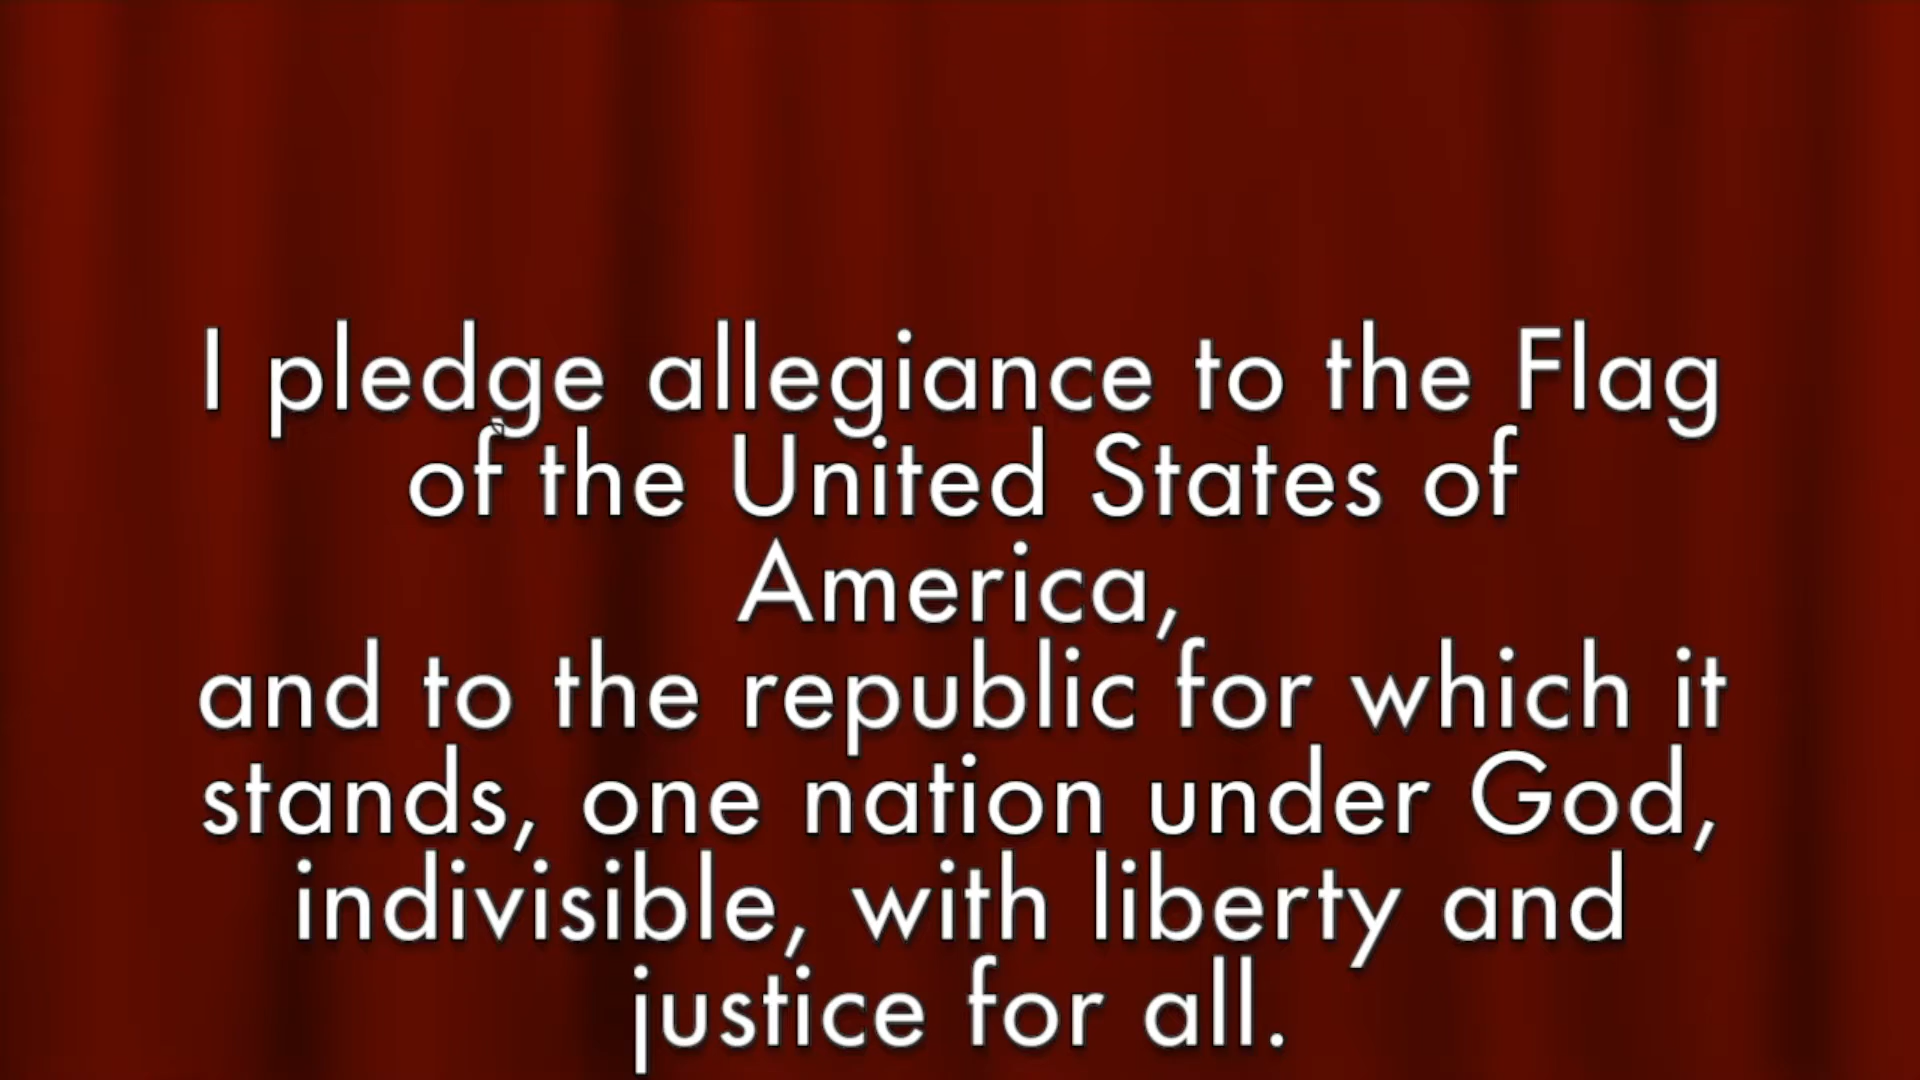 I pledge allegiance to the Flag
of the United States of
America,
and to the republic for which it
stands, one nation under God,
indivisible, with liberty and
justice for all.